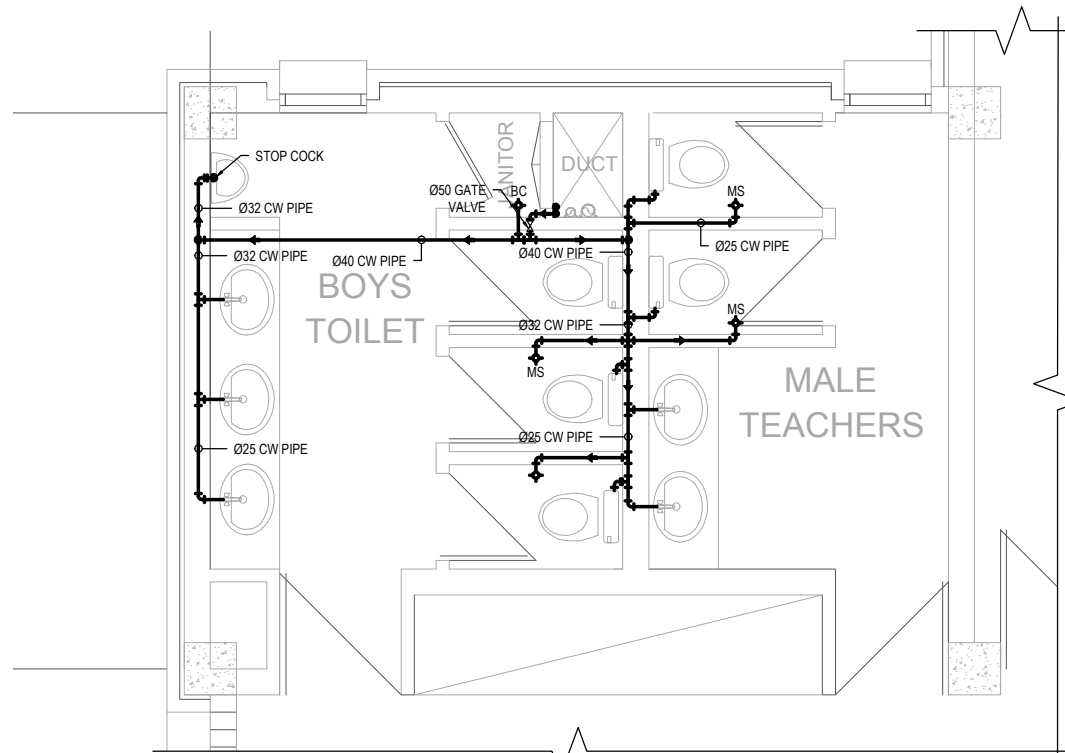 STOP COCK
JANITOR
DUCT
Ø50 GATE
VALVE
BC
MS
Ø32 CW PIPE
Ø25 CW PIPE
Ø40 CW PIPE
Ø40 CW PIPE
Ø32 CW PIPE
BOYS
TOILET
MS
Ø32 CW PIPE
MS
MALE
TEACHERS
Ø25 CW PIPE
Ø25 CW PIPE